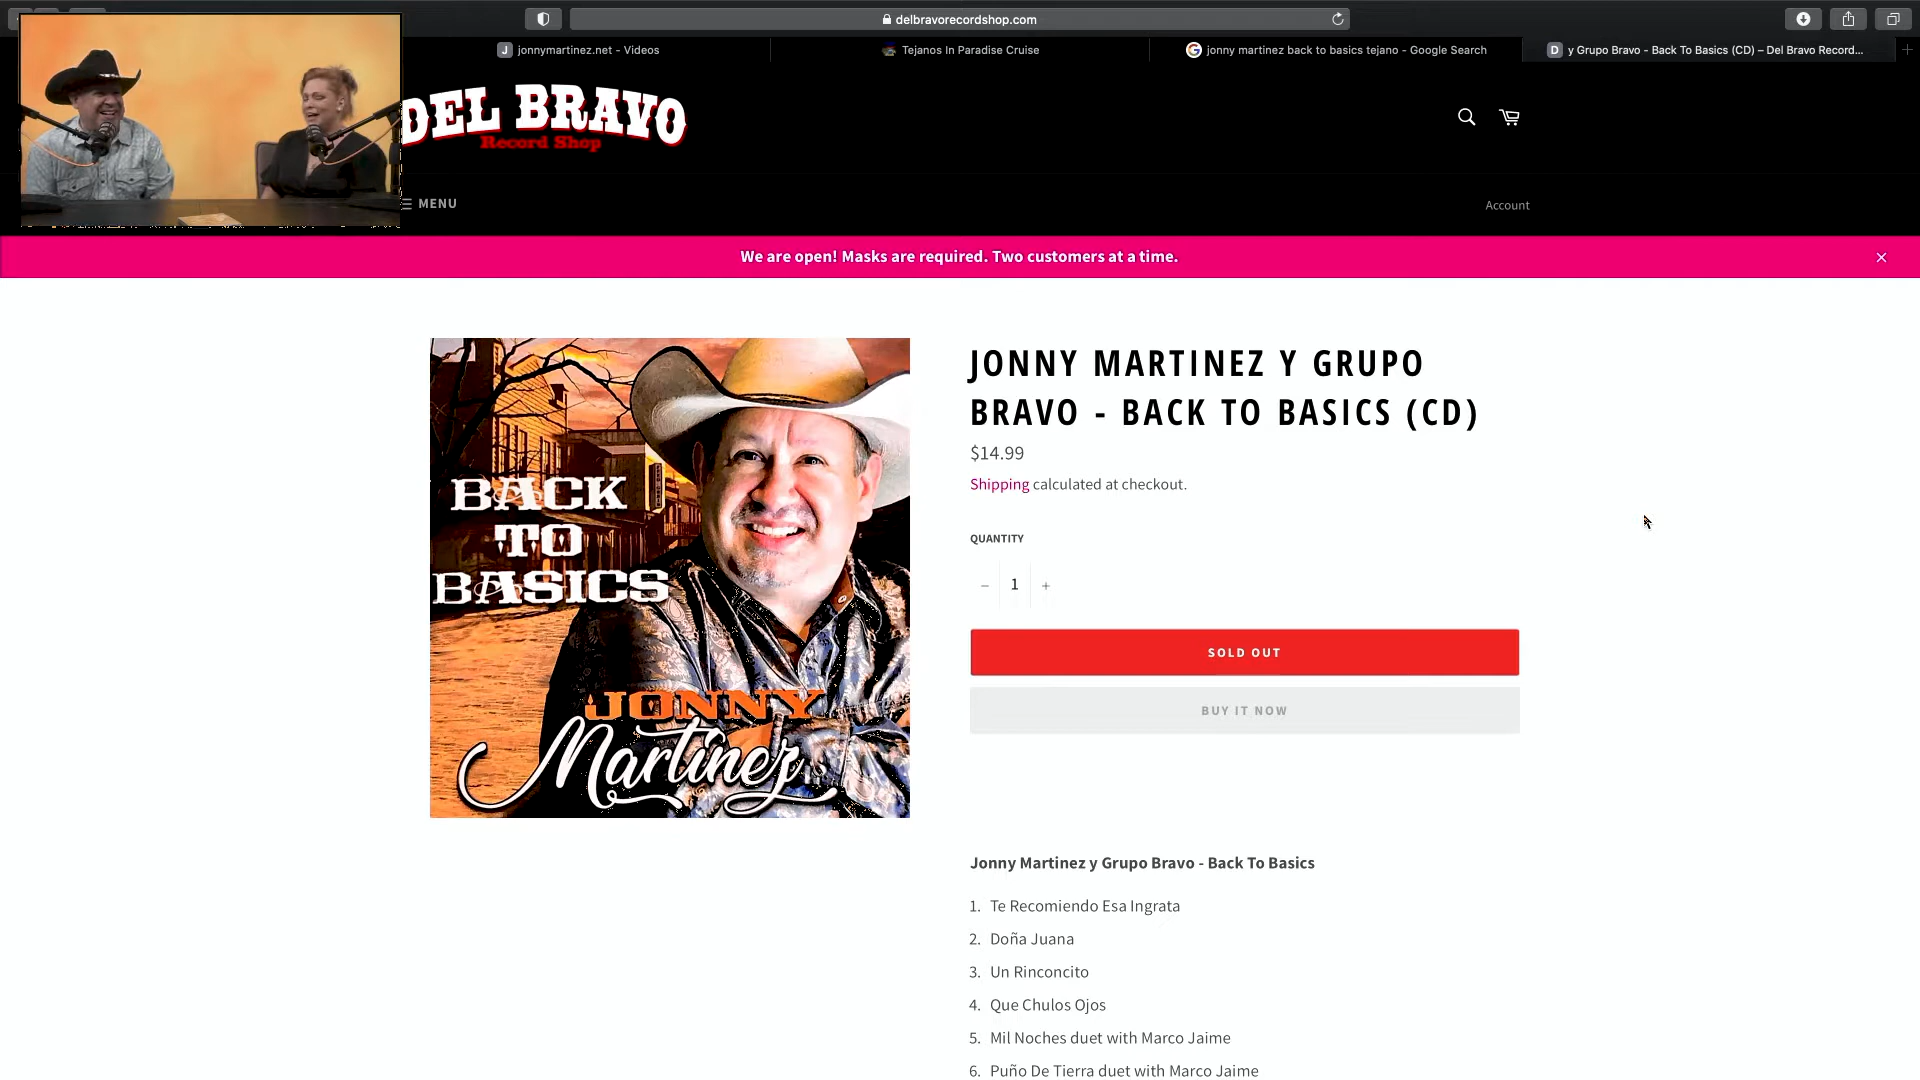 delbravorecordshop.com
jonnymartinez.net - Videos
Tejanos In Paradise Cruise
jonny martinez back to basics tejano - Google Search
y Grupo Bravo - Back To Basics (CD) – Del Bravo Record...
DEL BRAVO
Record Shop
MENU
Account
We are open! Masks are required. Two customers at a time.
BACK
TO
BASICS
JONNY
Martinez
JONNY MARTINEZ Y GRUPO
BRAVO - BACK TO BASICS (CD)
$14.99
Shipping calculated at checkout.
QUANTITY
− 1 +
SOLD OUT
BUY IT NOW
Jonny Martinez y Grupo Bravo - Back To Basics
1. Te Recomiendo Esa Ingrata
2. Doña Juana
3. Un Rinconcito
4. Que Chulos Ojos
5. Mil Noches duet with Marco Jaime
6. Puño De Tierra duet with Marco Jaime